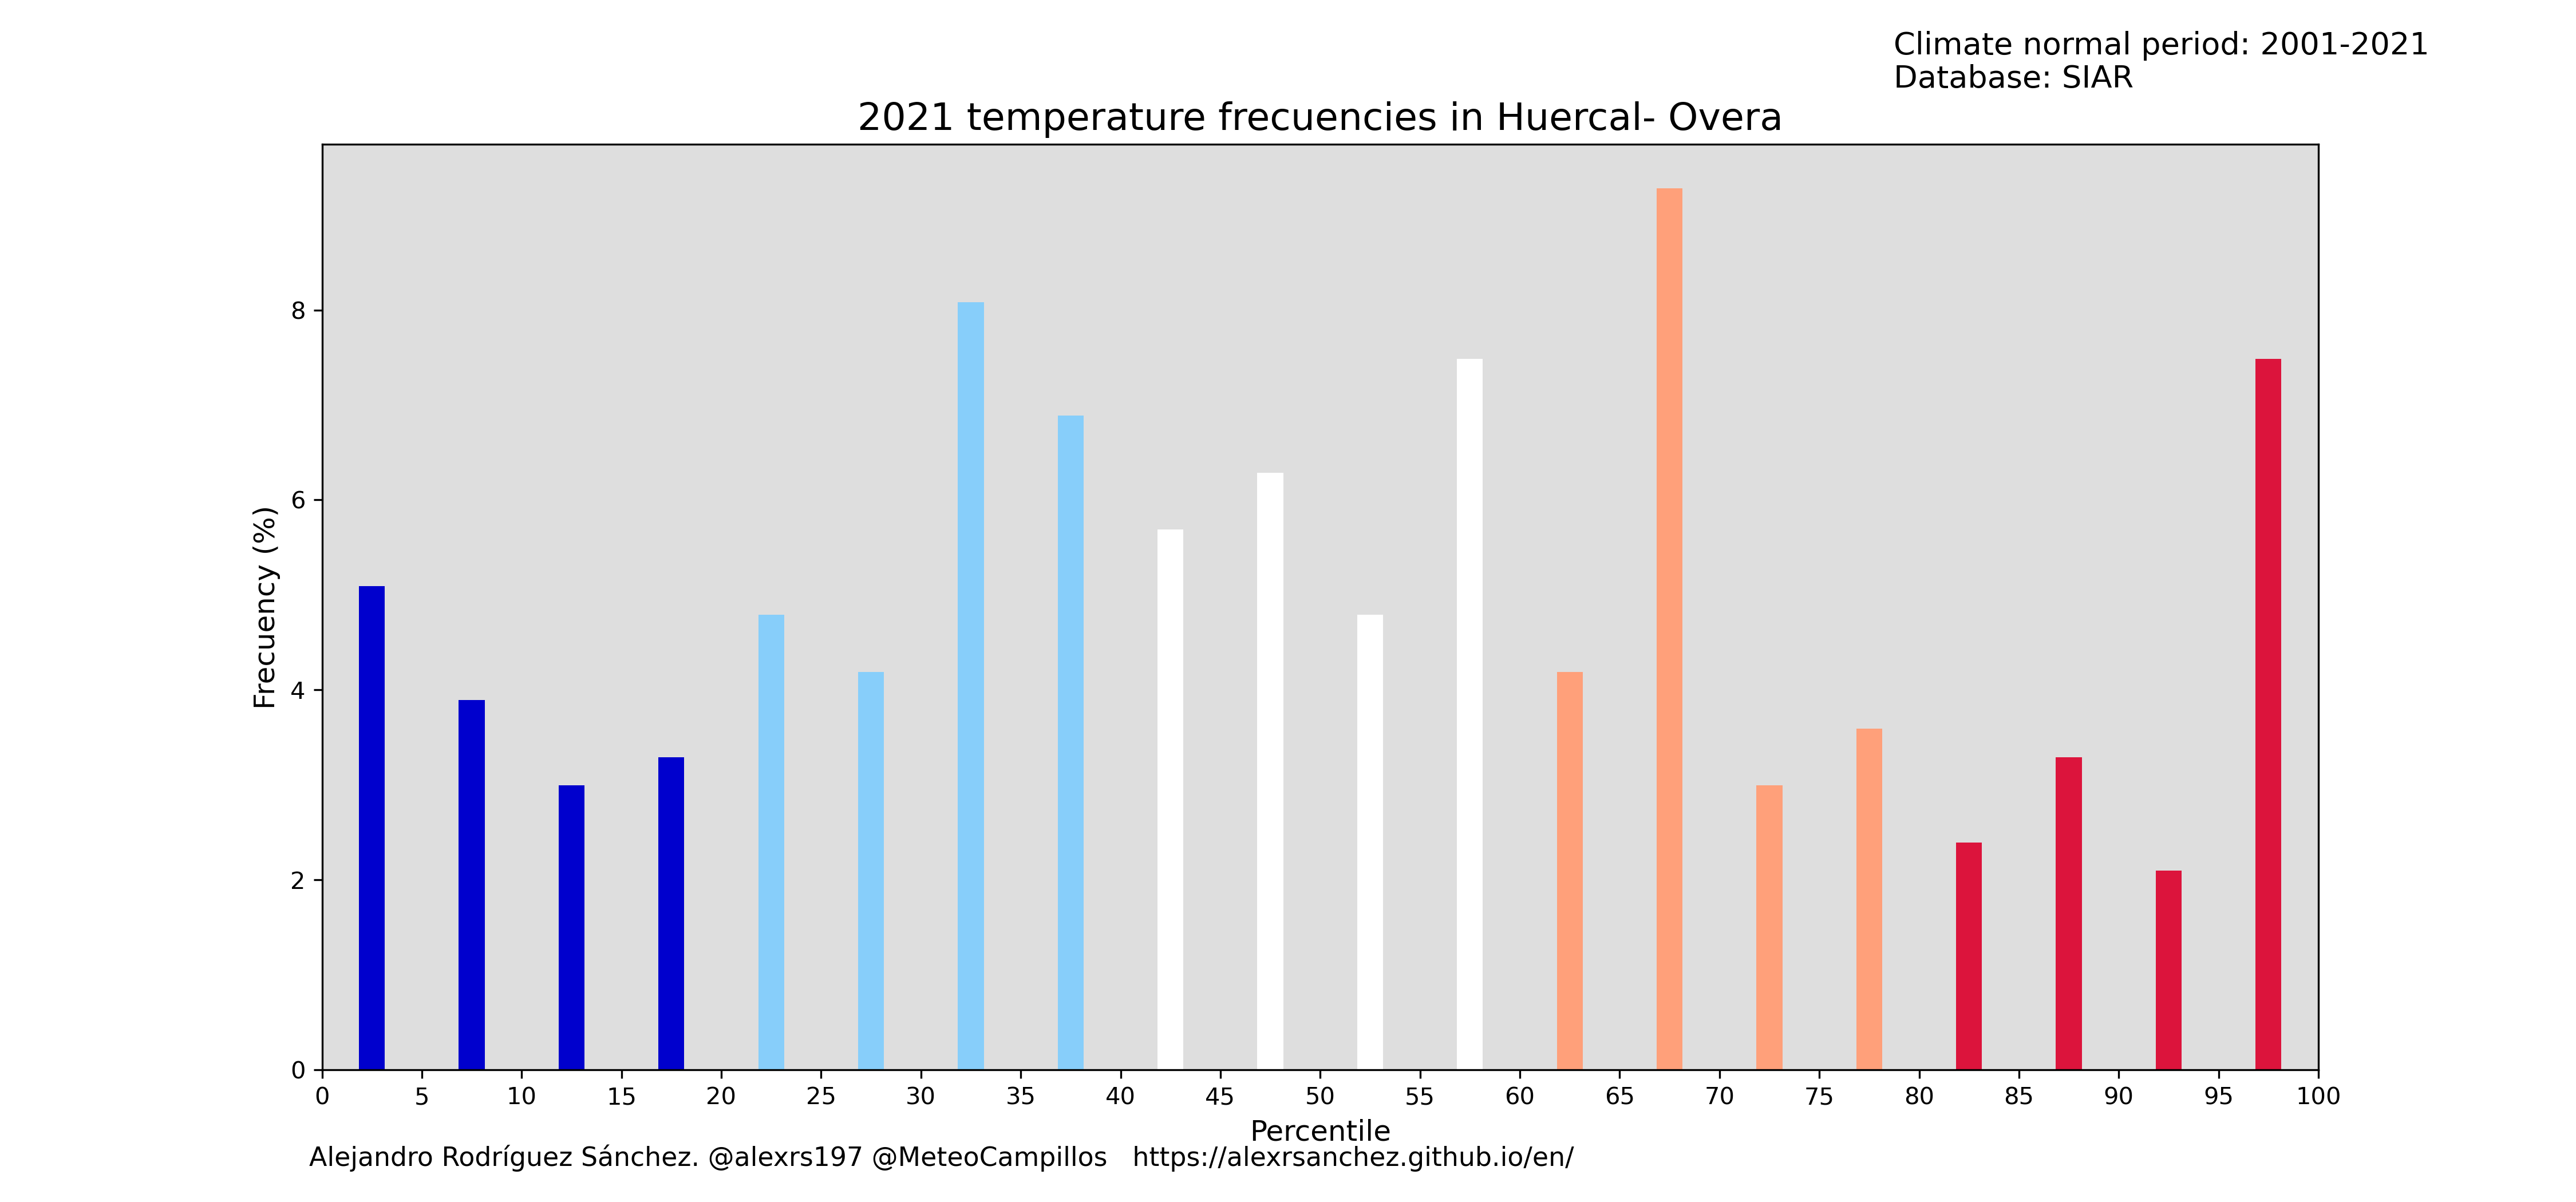 Climate normal period: 2001-2021
Database: SIAR
2021 temperature frecuencies in Huercal- Overa
Frecuency (%)
8
6
4
2
0
0 5 10 15 20 25 30 35 40 45 50 55 60 65 70 75 80 85 90 95 100
Percentile
Alejandro Rodríguez Sánchez. @alexrs197 @MeteoCampillos https://alexrsanchez.github.io/en/